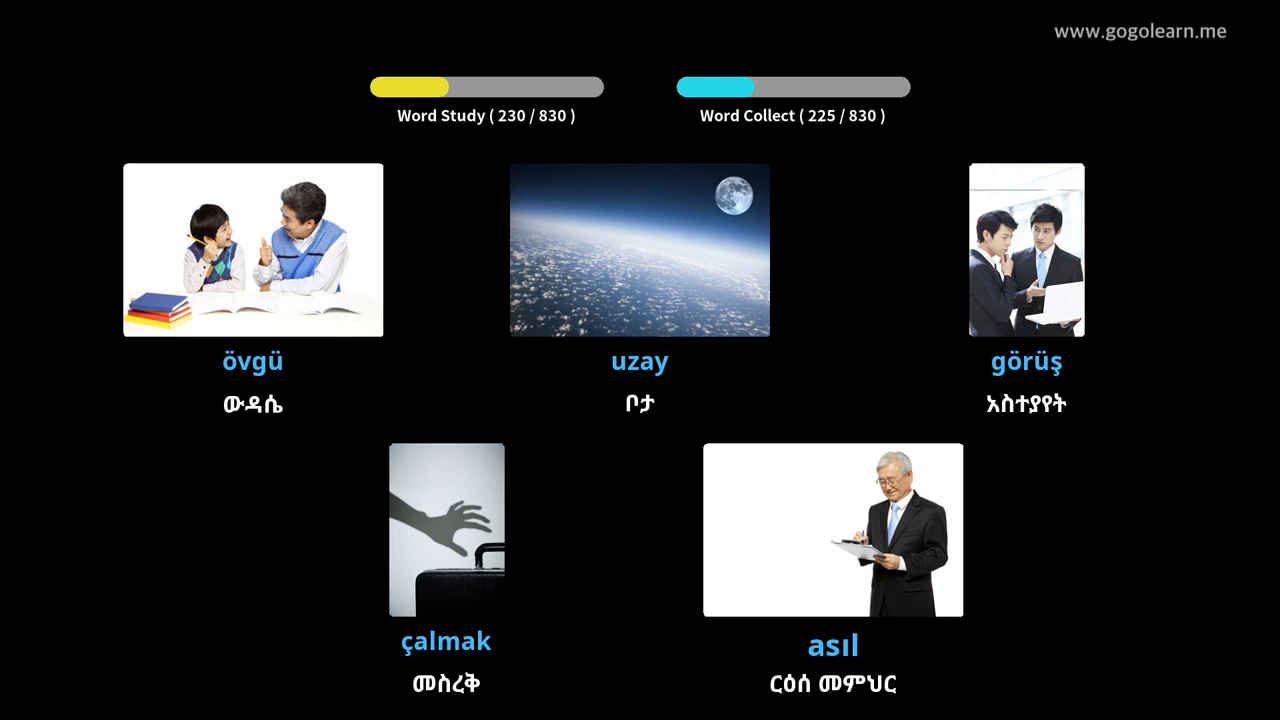 www.gogolearn.me
Word Study ( 230 / 830 )
Word Collect ( 225 / 830 )
övgü
ውዳሴ
uzay
ቦታ
görüş
አስተያየት
çalmak
መስረቅ
asıl
ርዕሰ መምህር